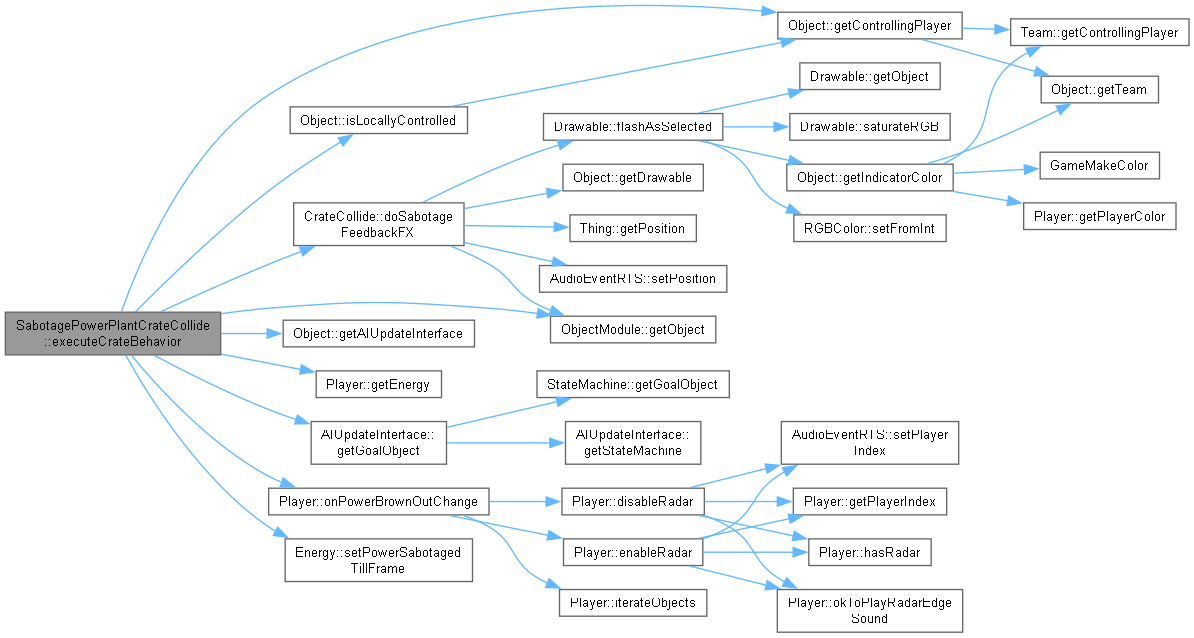 Object::getControllingPlayer
Team::getControllingPlayer
Drawable::getObject
Object::getTeam
Object::isLocallyControlled
Drawable::flashAsSelected
Drawable::saturateRGB
GameMakeColor
Object::getDrawable
Object::getIndicatorColor
CrateCollide::doSabotage
FeedbackFX
Player::getPlayerColor
Thing::getPosition
RGBColor::setFromInt
AudioEventRTS::setPosition
SabotagePowerPlantCrateCollide
::executeCrateBehavior
Object::getAIUpdateInterface
ObjectModule::getObject
Player::getEnergy
StateMachine::getGoalObject
AIUpdateInterface::
getGoalObject
AIUpdateInterface::
getStateMachine
AudioEventRTS::setPlayer
Index
Player::onPowerBrownOutChange
Player::disableRadar
Player::getPlayerIndex
Energy::setPowerSabotaged
TillFrame
Player::enableRadar
Player::hasRadar
Player::iterateObjects
Player::okToPlayRadarEdge
Sound